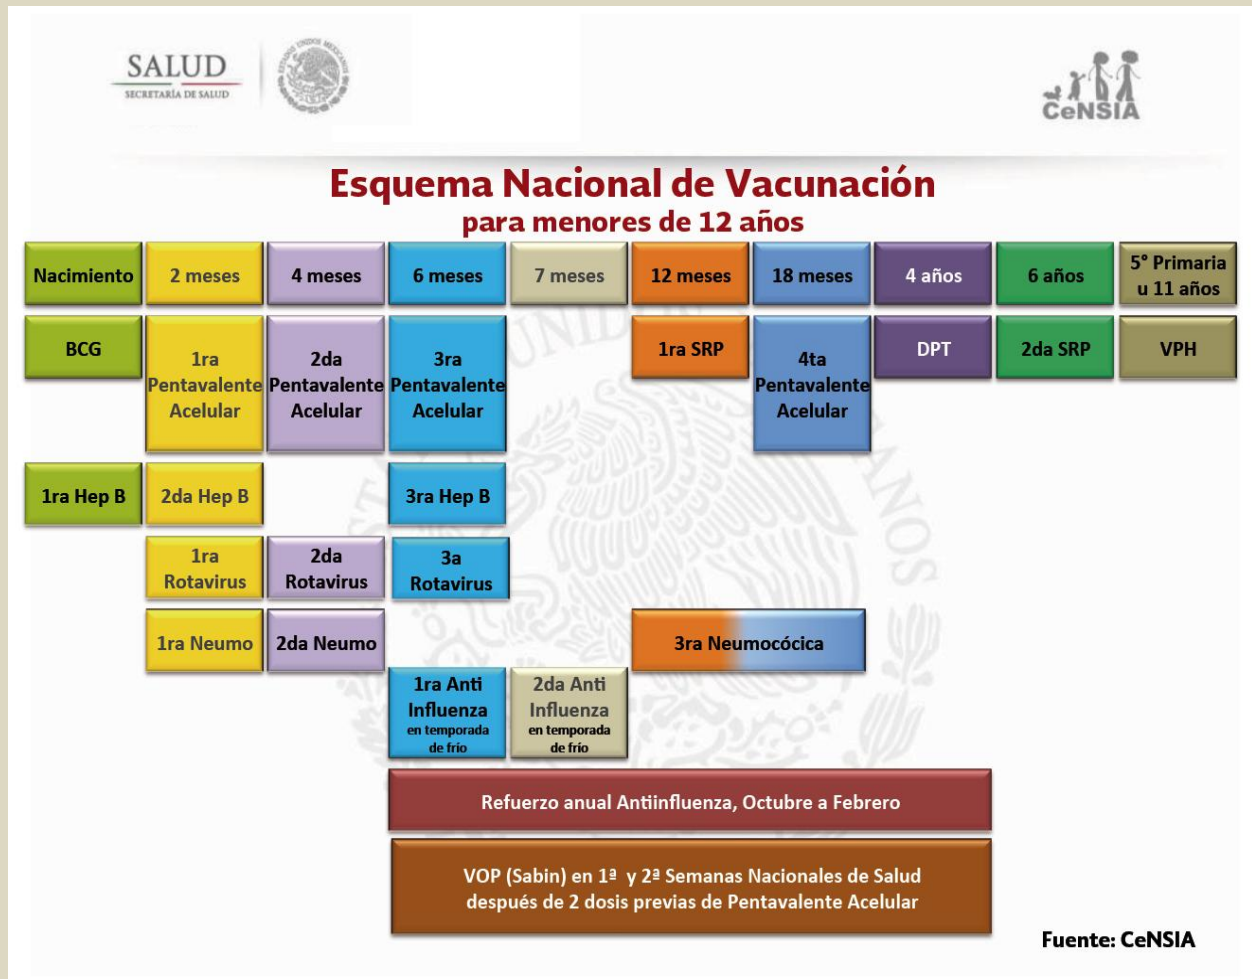 SALUD
SECRETARÍA DE SALUD
ESTADOS UNIDOS MEXICANOS
CeNSIA
Esquema Nacional de Vacunación
para menores de 12 años
Nacimiento
2 meses
4 meses
6 meses
7 meses
12 meses
18 meses
4 años
6 años
5° Primaria
u 11 años
BCG
1ra
Pentavalente
Acelular
2da
Pentavalente
Acelular
3ra
Pentavalente
Acelular
1ra SRP
4ta
Pentavalente
Acelular
DPT
2da SRP
VPH
1ra Hep B
2da Hep B
3ra Hep B
1ra
Rotavirus
2da
Rotavirus
3a
Rotavirus
1ra Neumo
2da Neumo
3ra Neumocócica
1ra Anti
Influenza
en temporada
de frío
2da Anti
Influenza
en temporada
de frío
Refuerzo anual Antiinfluenza, Octubre a Febrero
VOP (Sabin) en 1ª y 2ª Semanas Nacionales de Salud
después de 2 dosis previas de Pentavalente Acelular
Fuente: CeNSIA